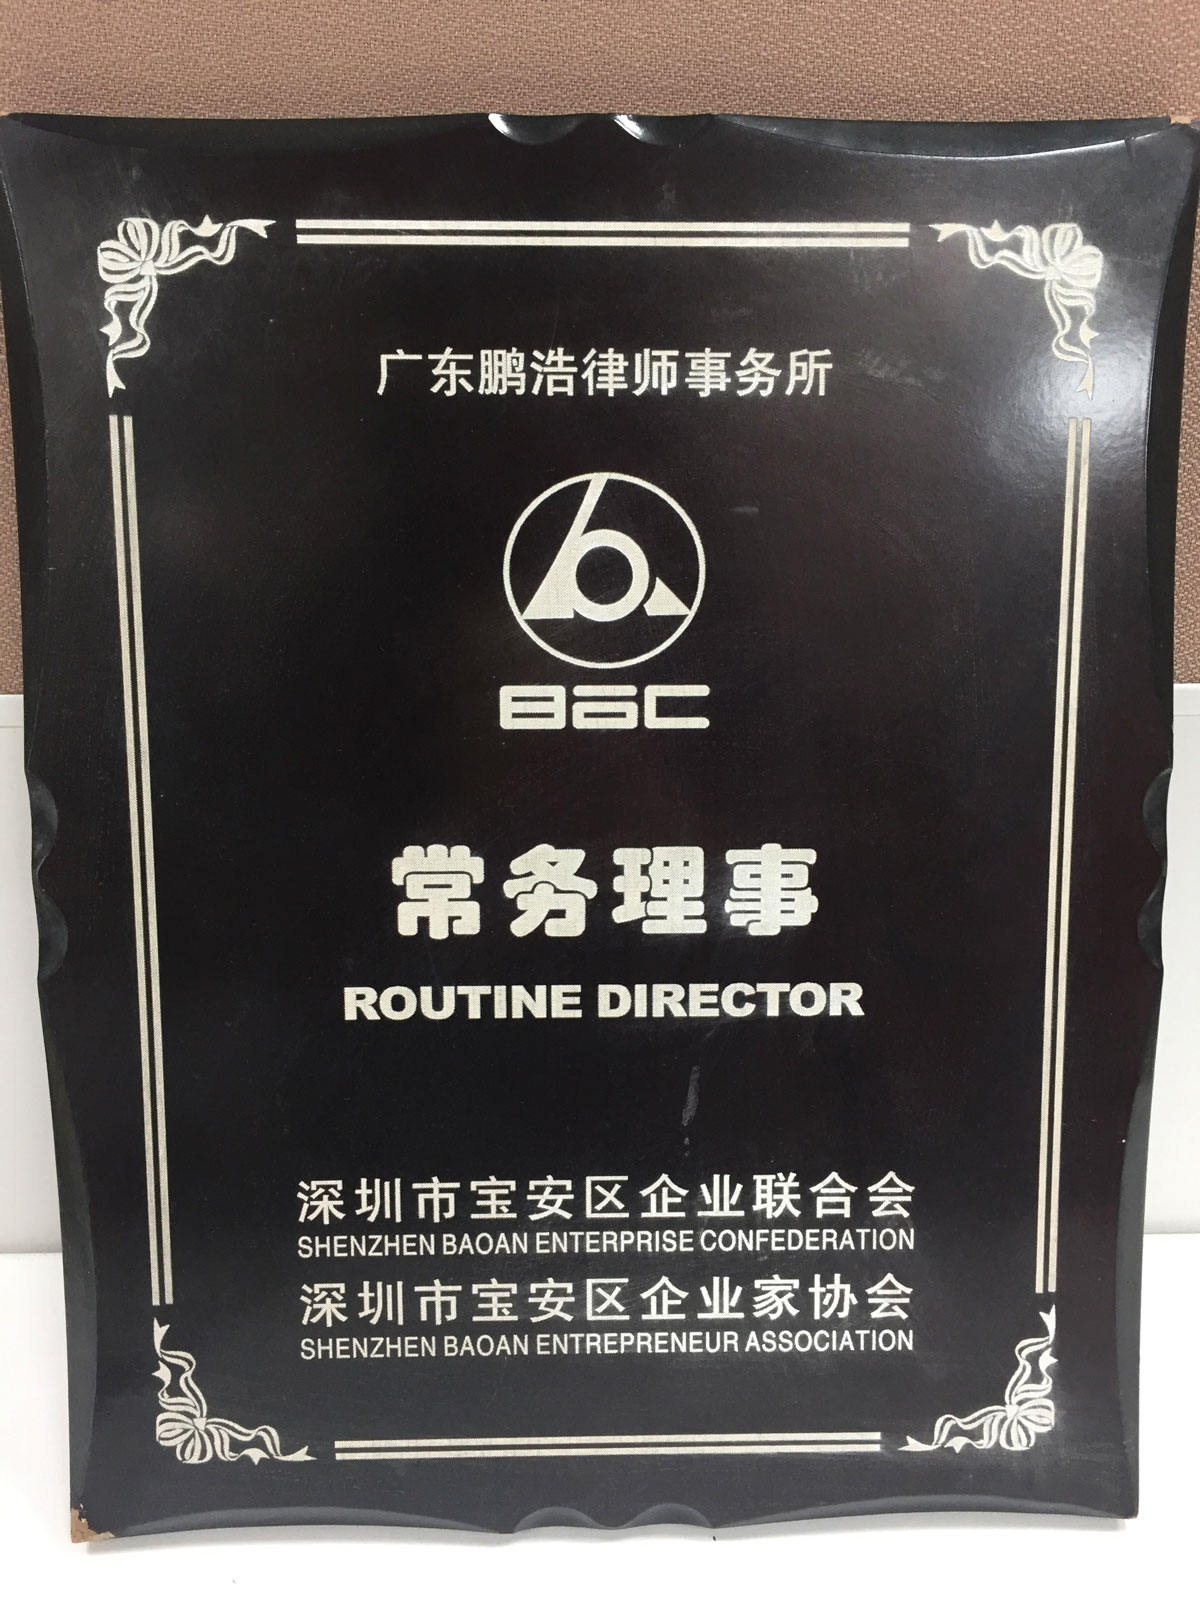 广东鹏浩律师事务所
BaC
常务理事
ROUTINE DIRECTOR
深圳市宝安区企业联合会
SHENZHEN BAOAN ENTERPRISE CONFEDERATION
深圳市宝安区企业家协会
SHENZHEN BAOAN ENTREPRENEUR ASSOCIATION